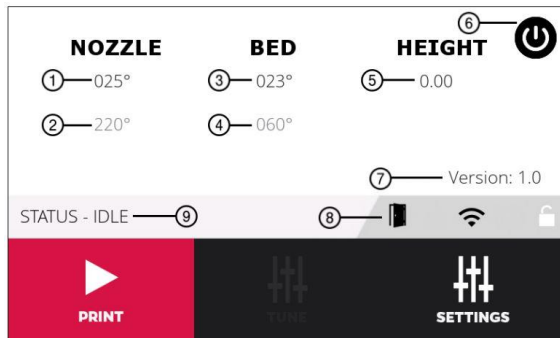 ⑥
NOZZLE BED HEIGHT
① 025° ③ 023° ⑤ 0.00
② 220° ④ 060°
⑦ Version: 1.0
STATUS - IDLE ⑨ ⑧
PRINT TUNE SETTINGS